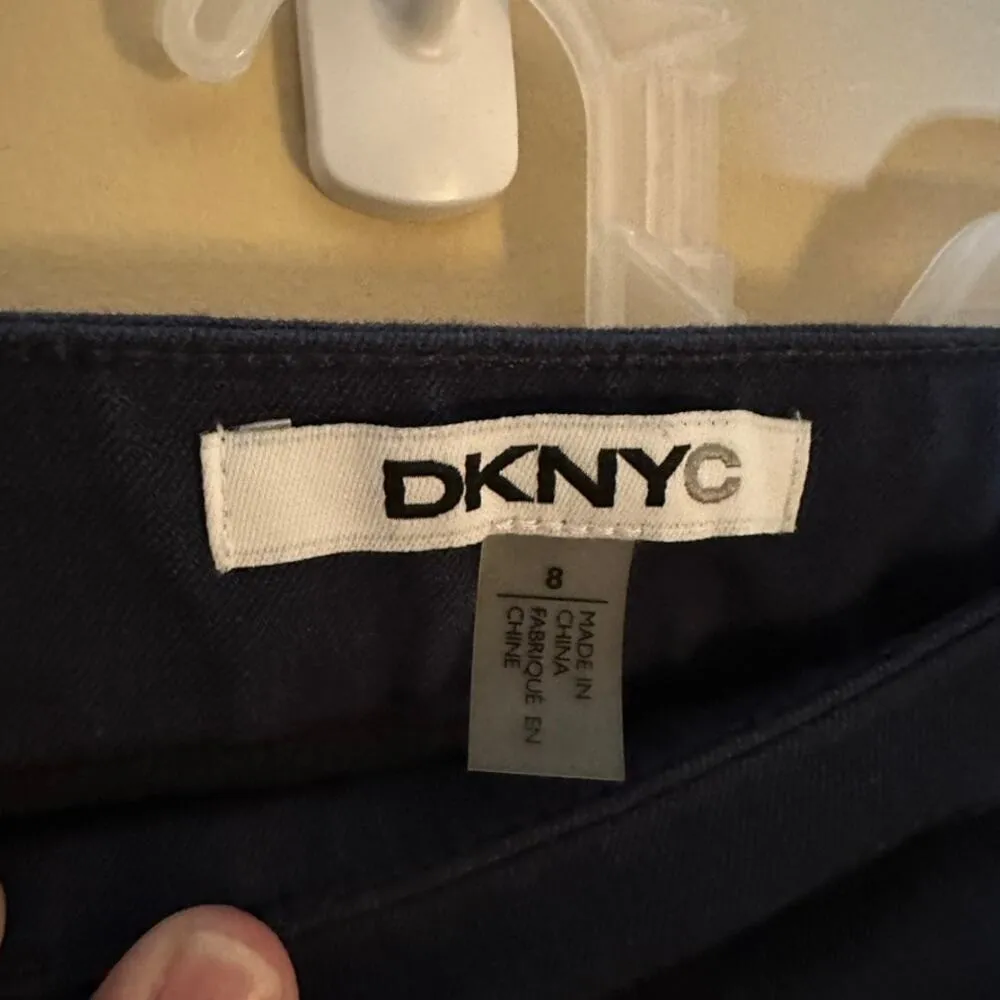 DKNYC
8
MADE IN
CHINA
FABRIQUÉ EN
CHINE